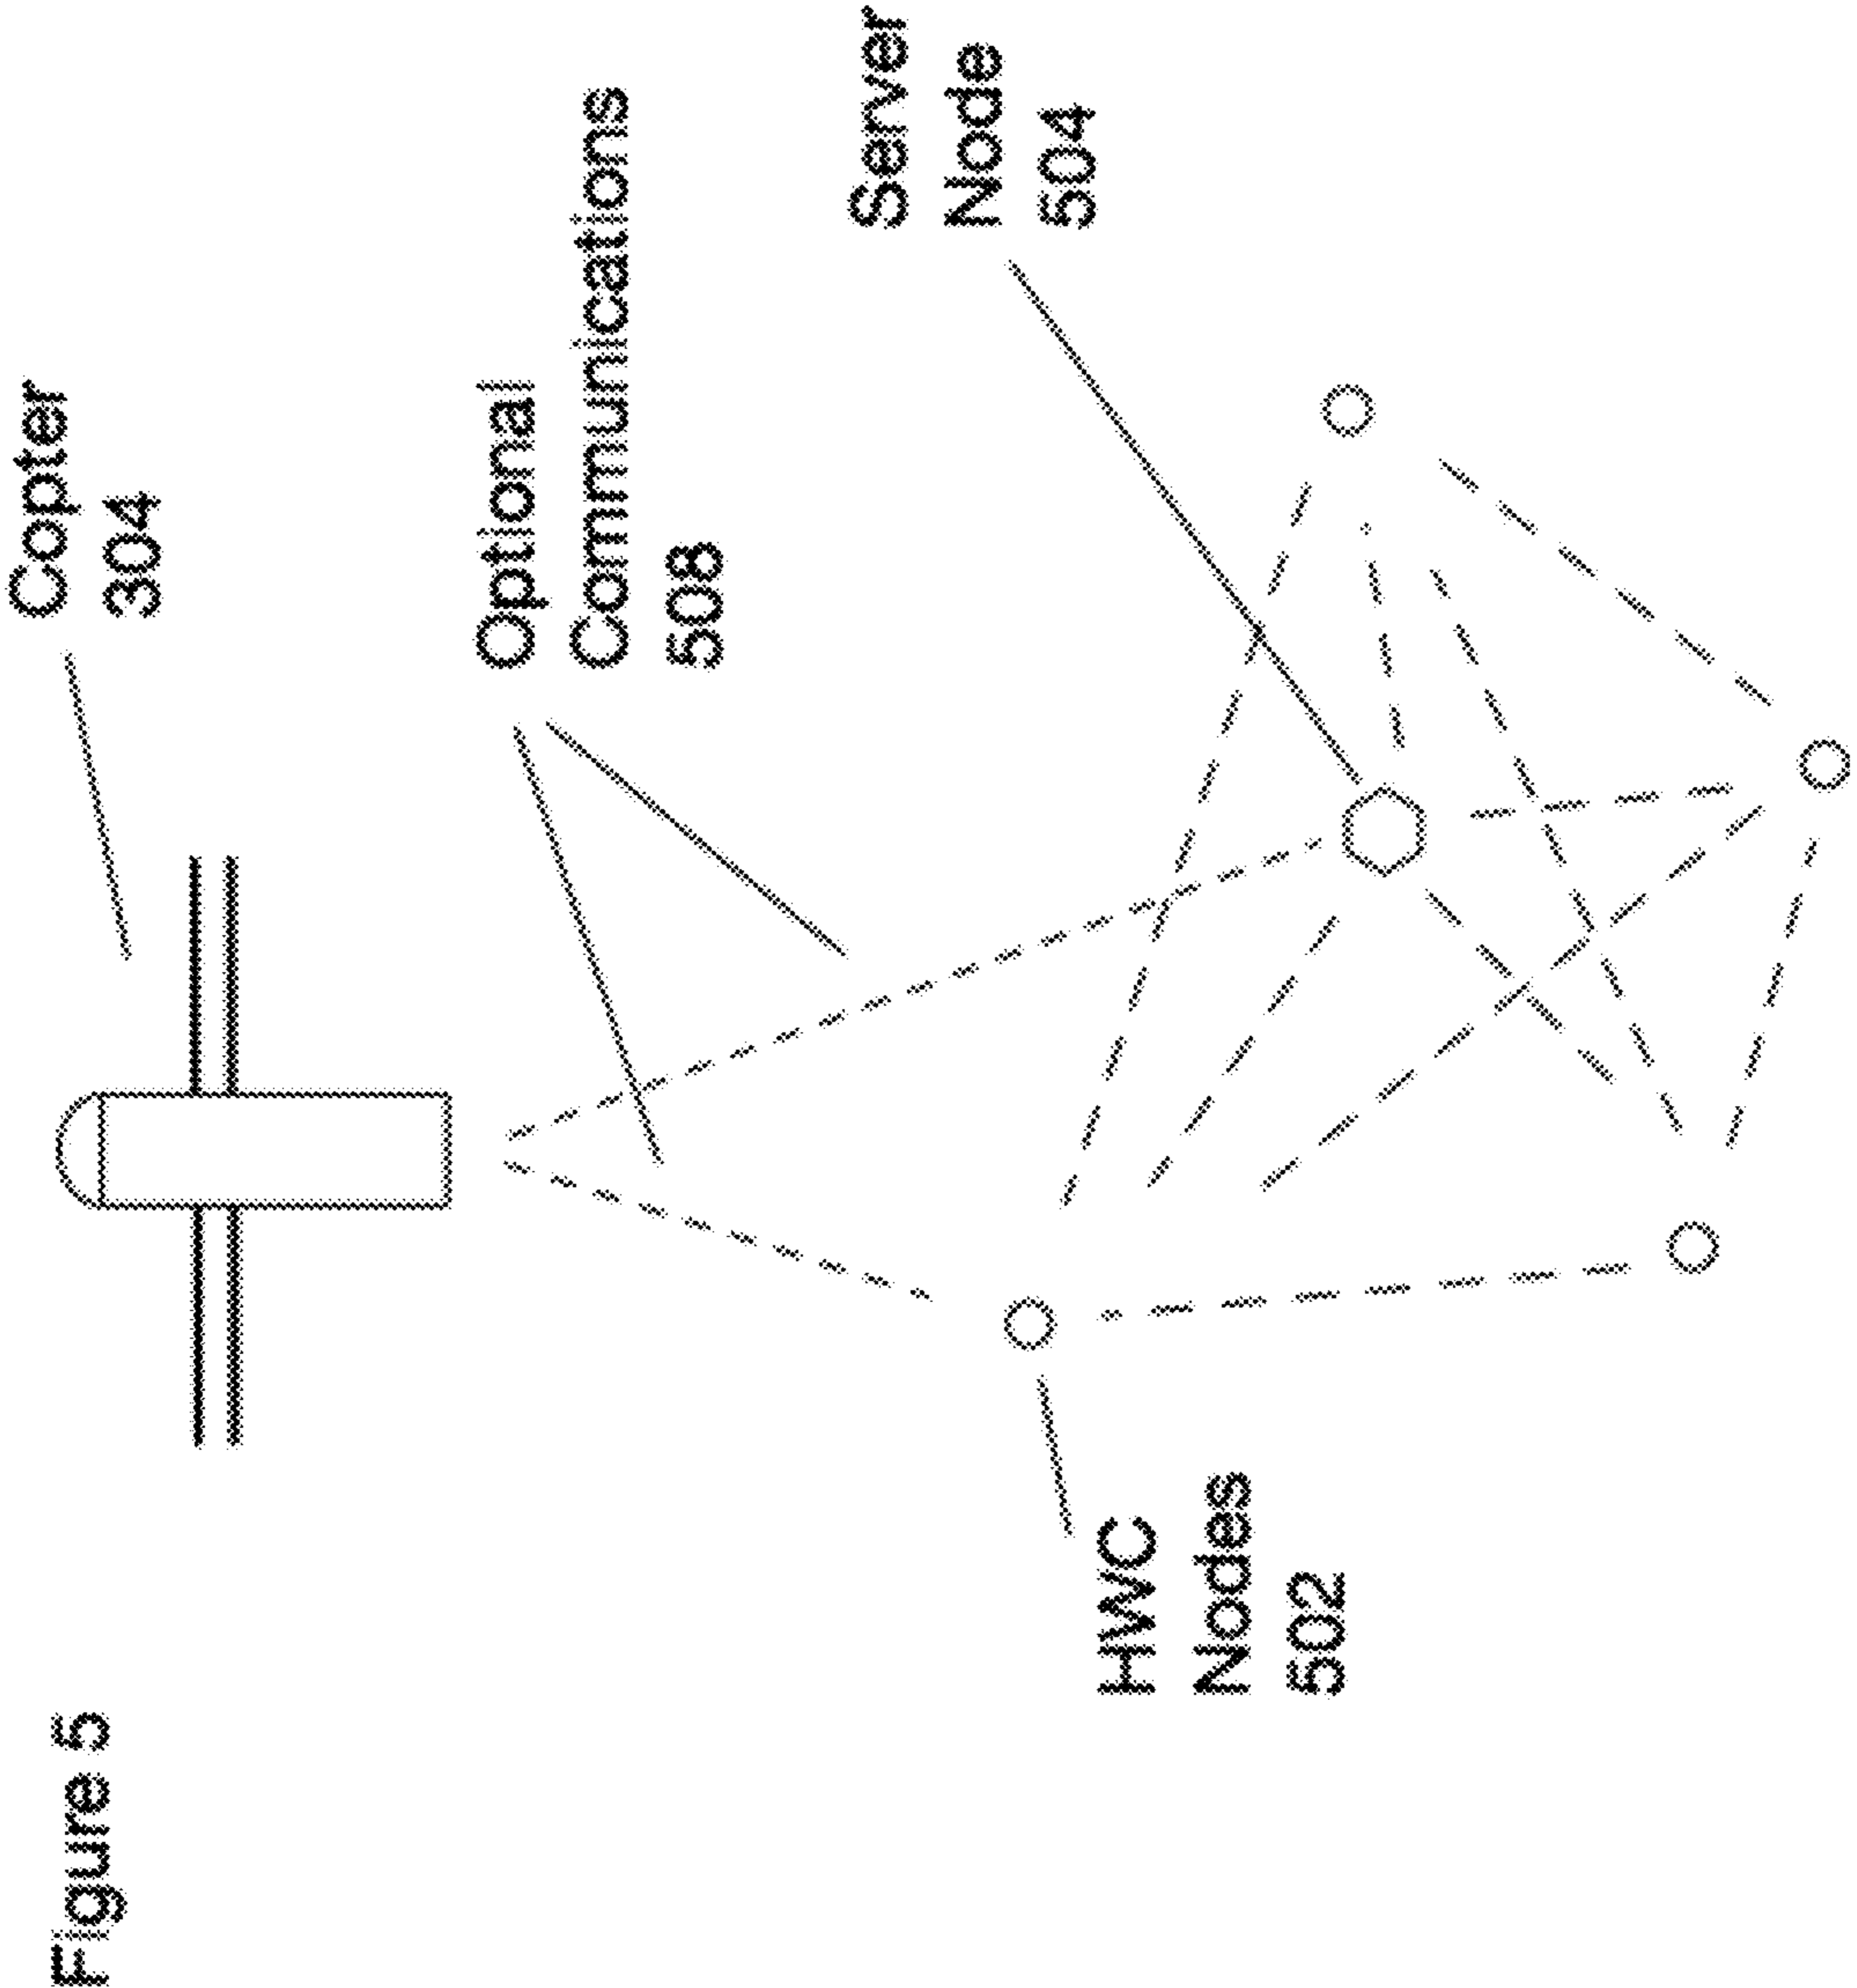 Figure 5
Copter
304
Optional
Communications
508
Server
Node
504
HWC
Nodes
502